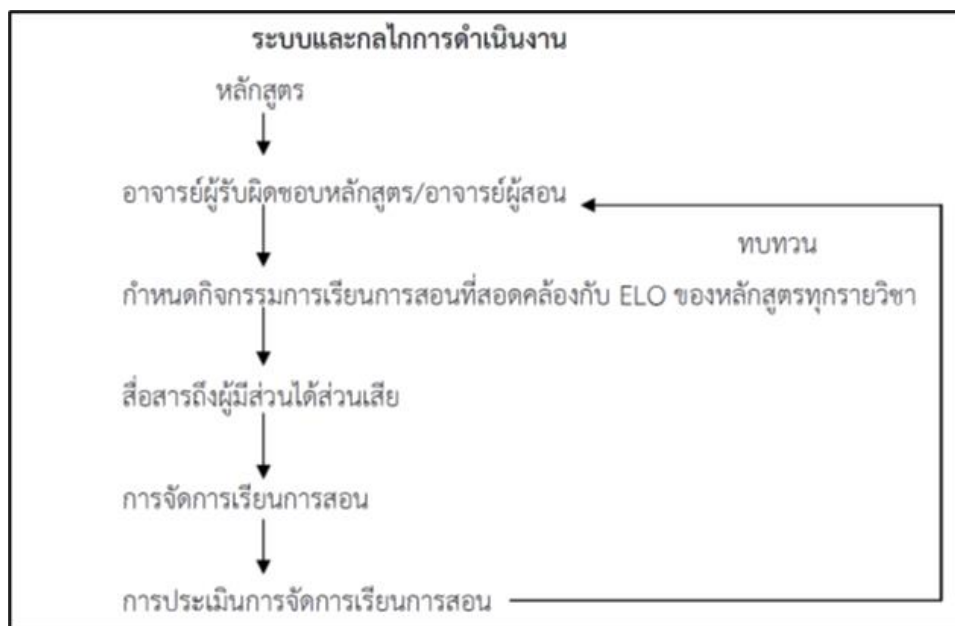 ระบบและกลไกการดำเนินงาน
หลักสูตร
อาจารย์ผู้รับผิดชอบหลักสูตร/อาจารย์ผู้สอน
ทบทวน
กำหนดกิจกรรมการเรียนการสอนที่สอดคล้องกับ ELO ของหลักสูตรทุกรายวิชา
สื่อสารถึงผู้มีส่วนได้ส่วนเสีย
การจัดการเรียนการสอน
การประเมินการจัดการเรียนการสอน